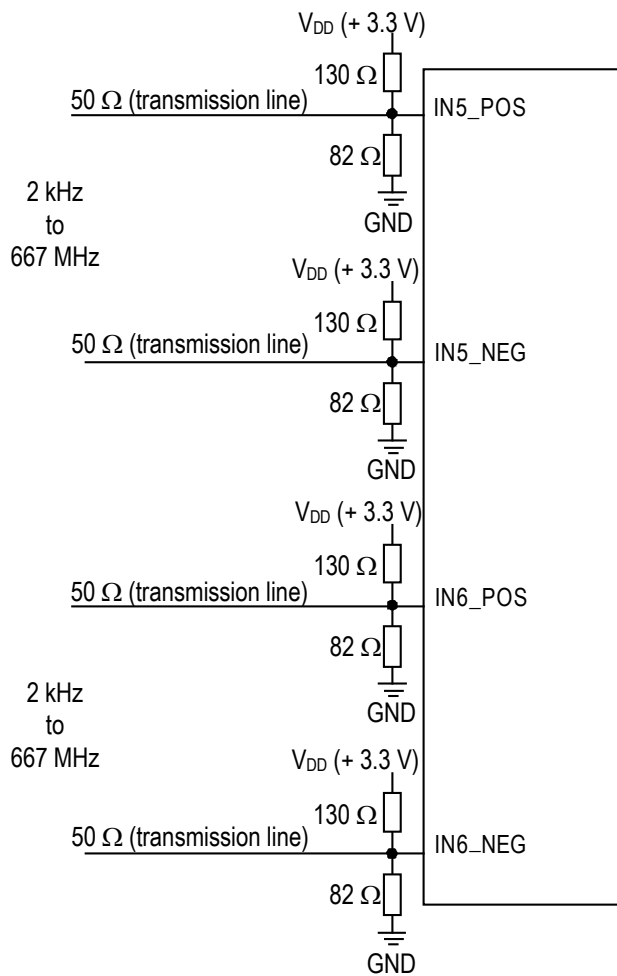 V_DD (+ 3.3 V)
130 Ω
50 Ω (transmission line)
IN5_POS
82 Ω
GND
2 kHz
to
667 MHz
V_DD (+ 3.3 V)
130 Ω
50 Ω (transmission line)
IN5_NEG
82 Ω
GND
V_DD (+ 3.3 V)
130 Ω
50 Ω (transmission line)
IN6_POS
82 Ω
GND
2 kHz
to
667 MHz
V_DD (+ 3.3 V)
130 Ω
50 Ω (transmission line)
IN6_NEG
82 Ω
GND